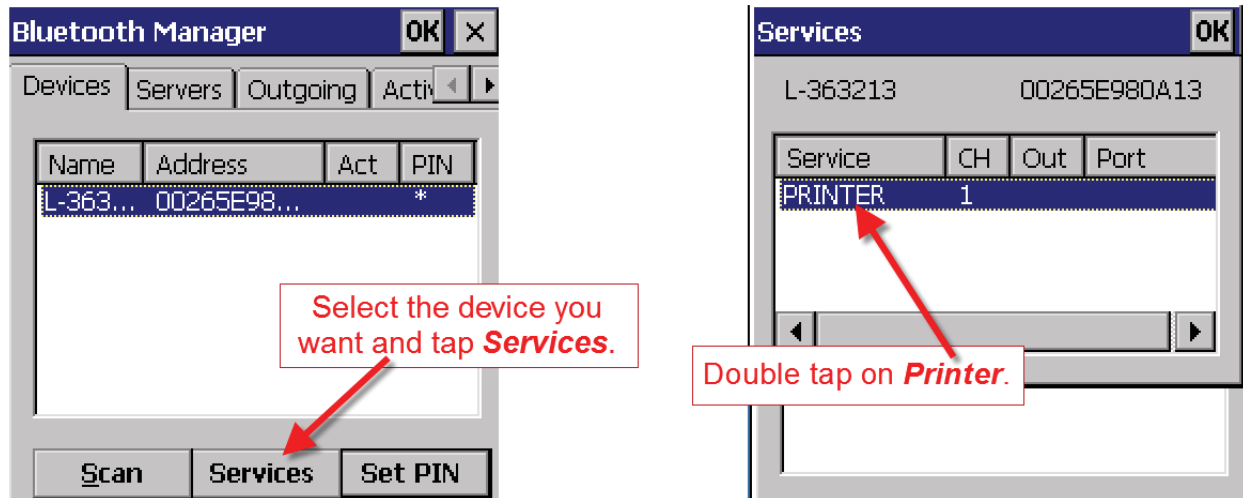 Bluetooth Manager OK ×
Devices Servers Outgoing Activ
Name Address Act PIN
L-363... 00265E98... *
Select the device you
want and tap Services.
Scan Services Set PIN
Services OK
L-363213 00265E980A13
Service CH Out Port
PRINTER 1
Double tap on Printer.